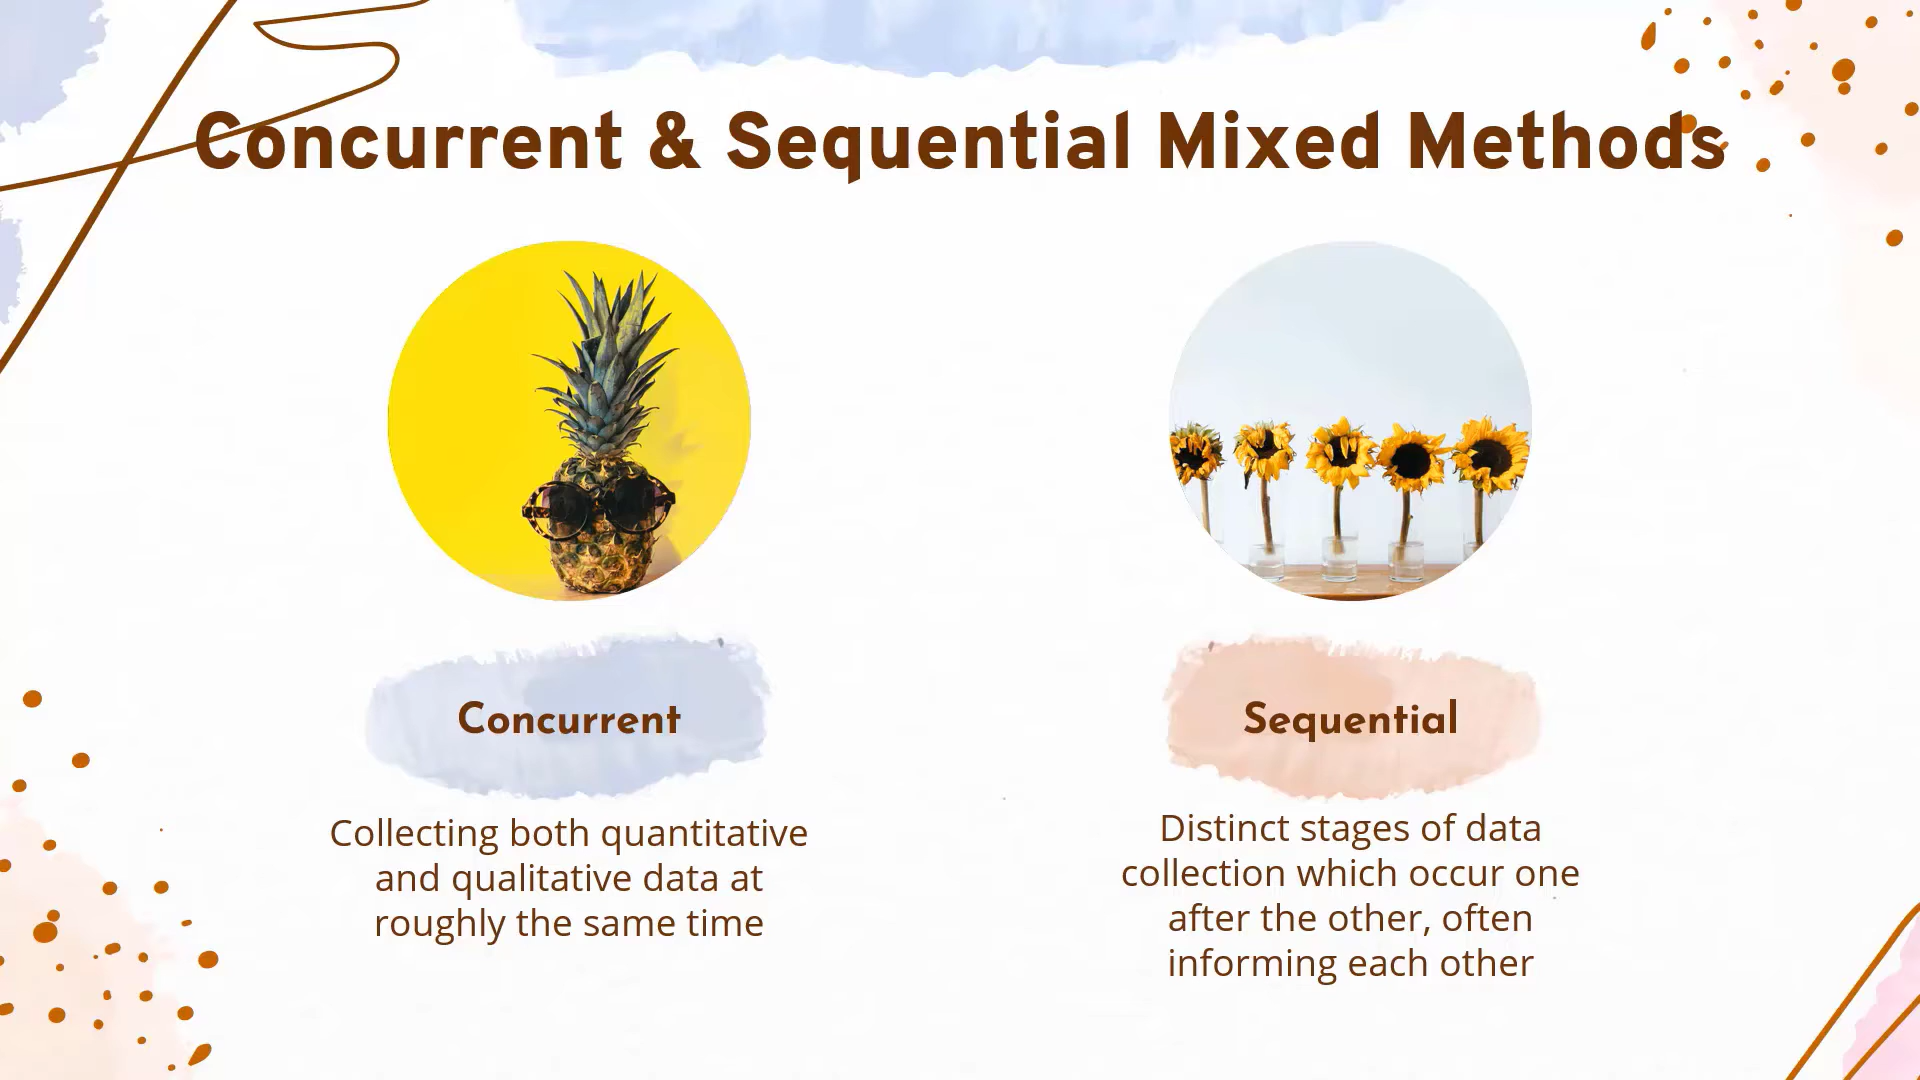 Concurrent & Sequential Mixed Methods
Concurrent
Collecting both quantitative
and qualitative data at
roughly the same time
Sequential
Distinct stages of data
collection which occur one
after the other, often
informing each other